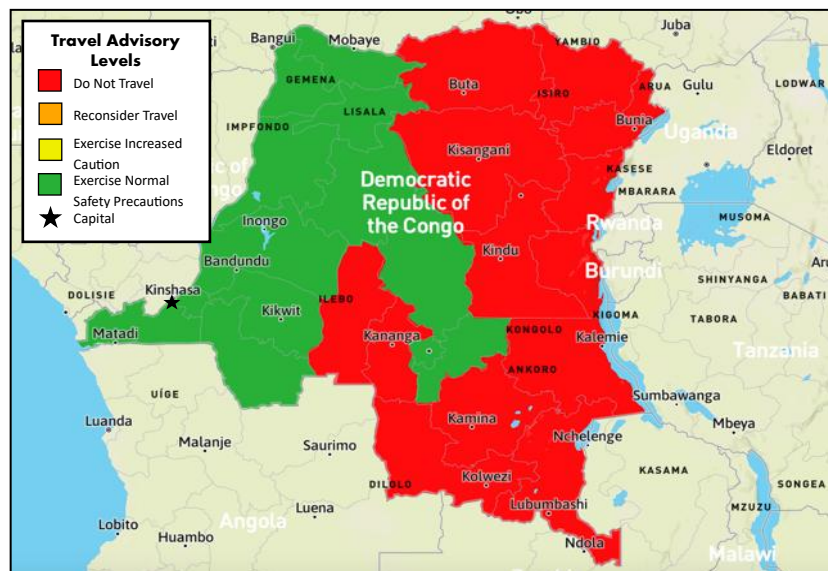 Travel Advisory
Levels
Do Not Travel
Reconsider Travel
Exercise Increased
Caution
Exercise Normal
Safety Precautions
Capital
Bangui
Mobaye
Juba
YAMBIO
GEMENA
Buta
ISIRO
ARUA
Gulu
LODWAR
LISALA
IMPFONDO
Bunia
Uganda
Kisangani
Eldoret
KASESE
Democratic
Republic of
the Congo
MBARARA
Inongo
Rwanda
MUSOMA
Kindu
Bandundu
Burundi
SHINYANGA
Kinshasa
DOLISIE
ILEBO
BABATI
Kikwit
KIGOMA
TABORA
Matadi
Kananga
KONGOLO
Kalemie
Tanzania
ANKORO
UÍGE
Sumbawanga
Luanda
Kamina
Mbeya
Malanje
Saurimo
Nchelenge
KASAMA
Kolwezi
DILOLO
SONGEA
Lubumbashi
Luena
MZUZU
Angola
Lobito
Huambo
Ndola
Malawi